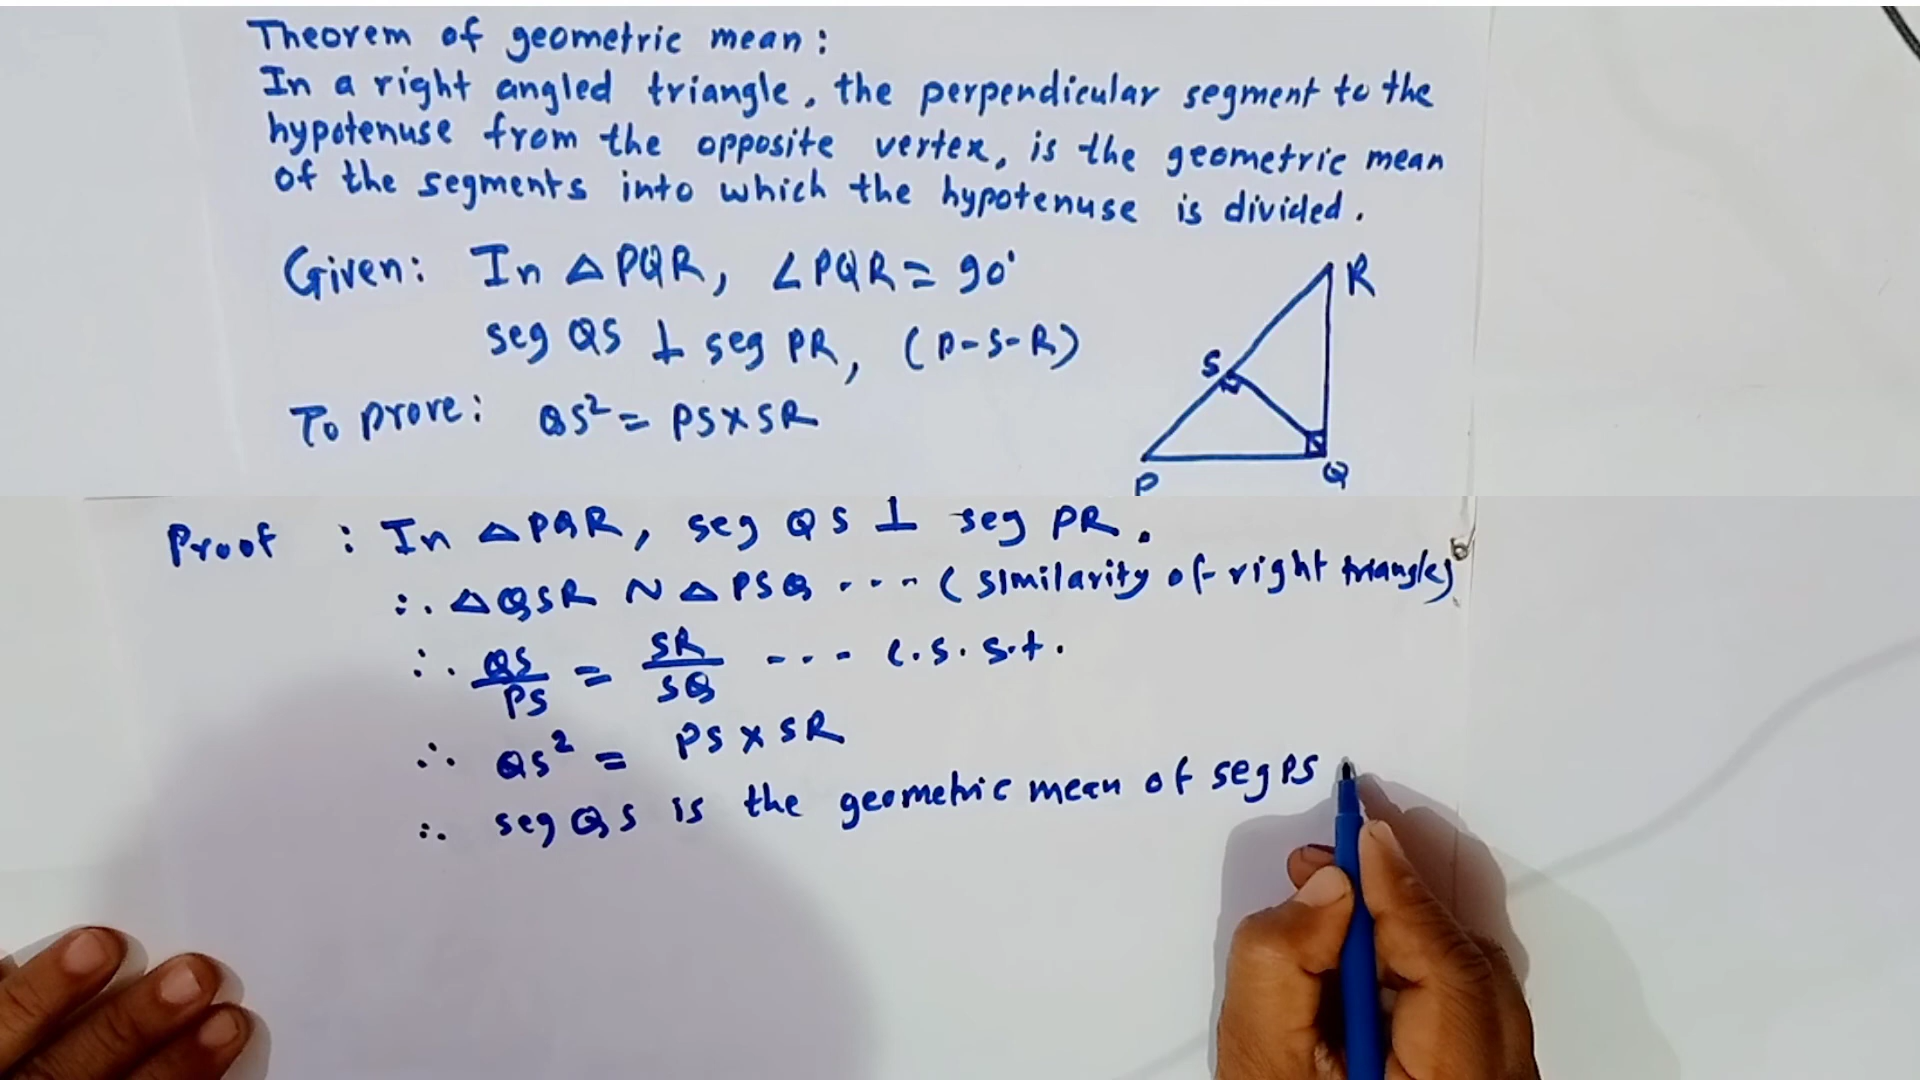 Theorem of geometric mean:
In a right angled triangle, the perpendicular segment to the
hypotenuse from the opposite vertex, is the geometric mean
of the segments into which the hypotenuse is divided.
Given: In △PQR, ∠PQR = 90°
seg QS ⊥ seg PR, (P-S-R)
To prove: QS² = PS×SR
R
S
P
Q
Proof : In △PQR, seg QS ⊥ seg PR.
∴ △QSR ~ △PSQ --- (similarity of right triangles)
∴ QS/PS = SR/SQ --- c.s.s.t.
∴ QS² = PS × SR
∴ seg QS is the geometric mean of seg PS